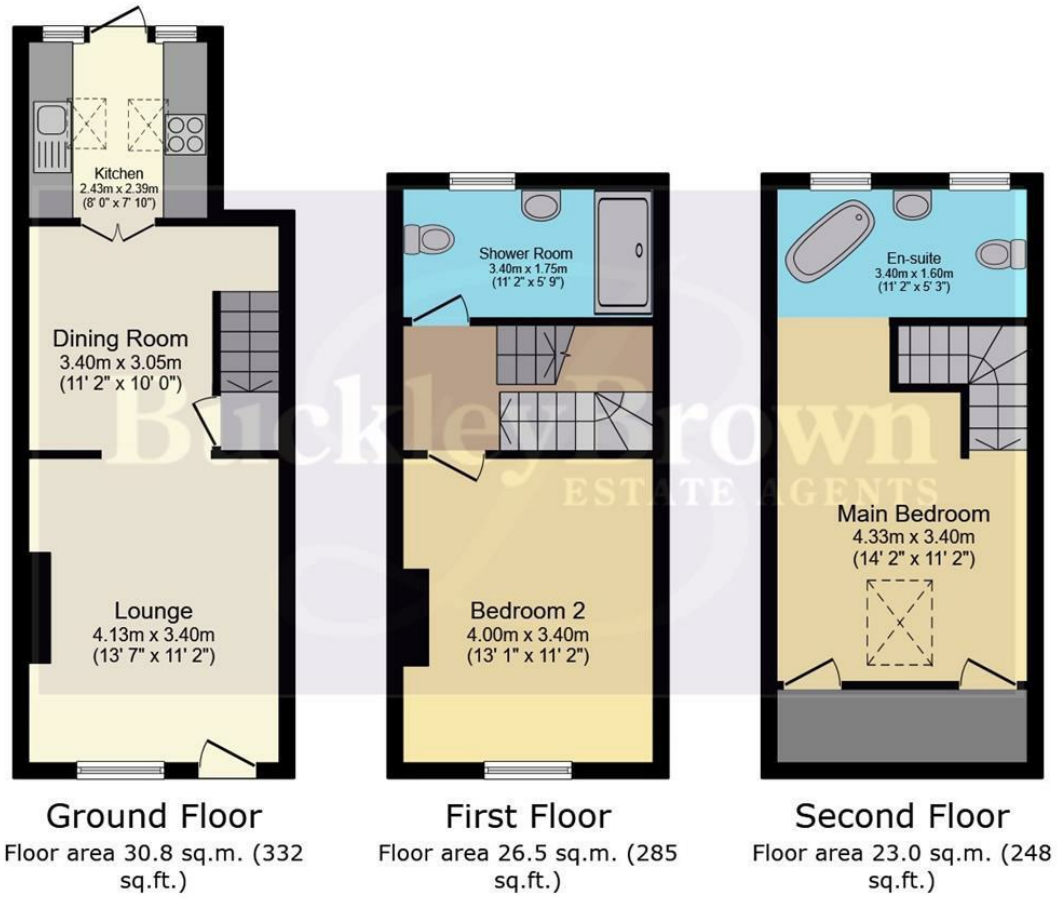 Kitchen
2.43m x 2.39m
(8' 0" x 7' 10")
Dining Room
3.40m x 3.05m
(11' 2" x 10' 0")
Lounge
4.13m x 3.40m
(13' 7" x 11' 2")
Shower Room
3.40m x 1.75m
(11' 2" x 5' 9")
Bedroom 2
4.00m x 3.40m
(13' 1" x 11' 2")
En-suite
3.40m x 1.60m
(11' 2" x 5' 3")
Main Bedroom
4.33m x 3.40m
(14' 2" x 11' 2")
BuckleyBrown
ESTATE AGENTS
Ground Floor
Floor area 30.8 sq.m. (332
sq.ft.)
First Floor
Floor area 26.5 sq.m. (285
sq.ft.)
Second Floor
Floor area 23.0 sq.m. (248
sq.ft.)